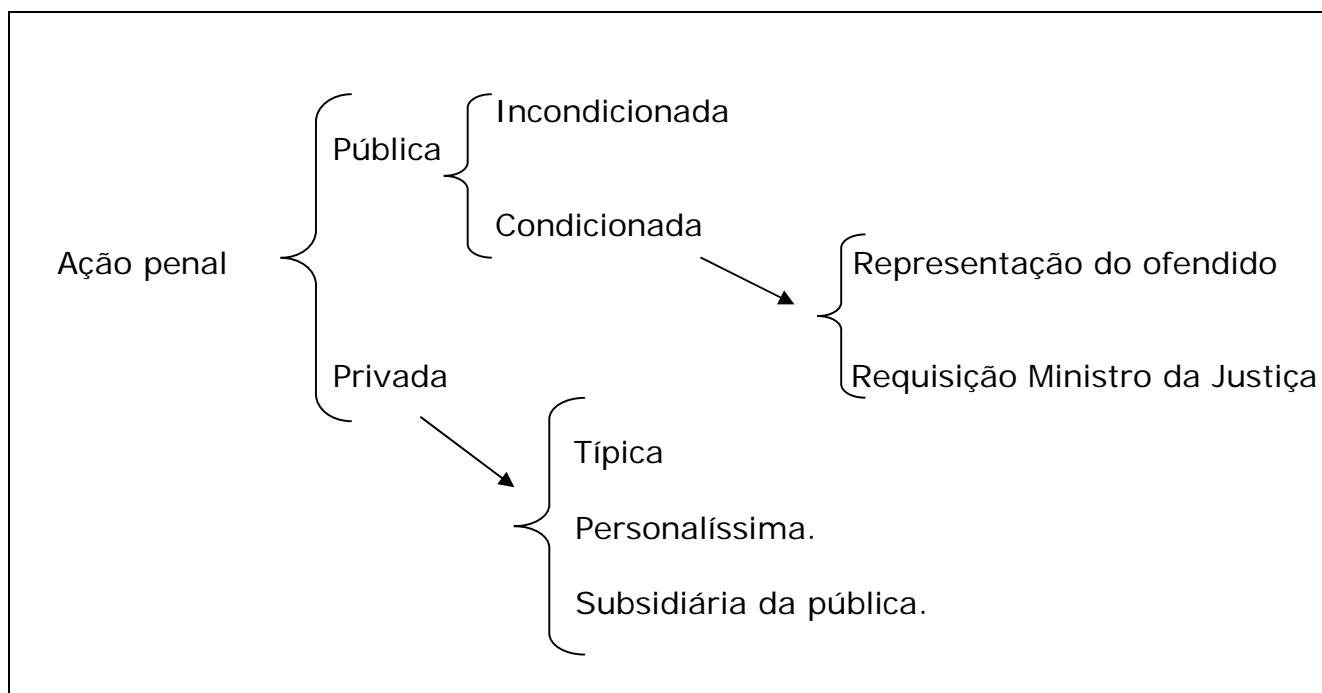 Incondicionada
Pública
Condicionada
Ação penal
Representação do ofendido
Privada
Requisição Ministro da Justiça
Típica
Personalíssima.
Subsidiária da pública.